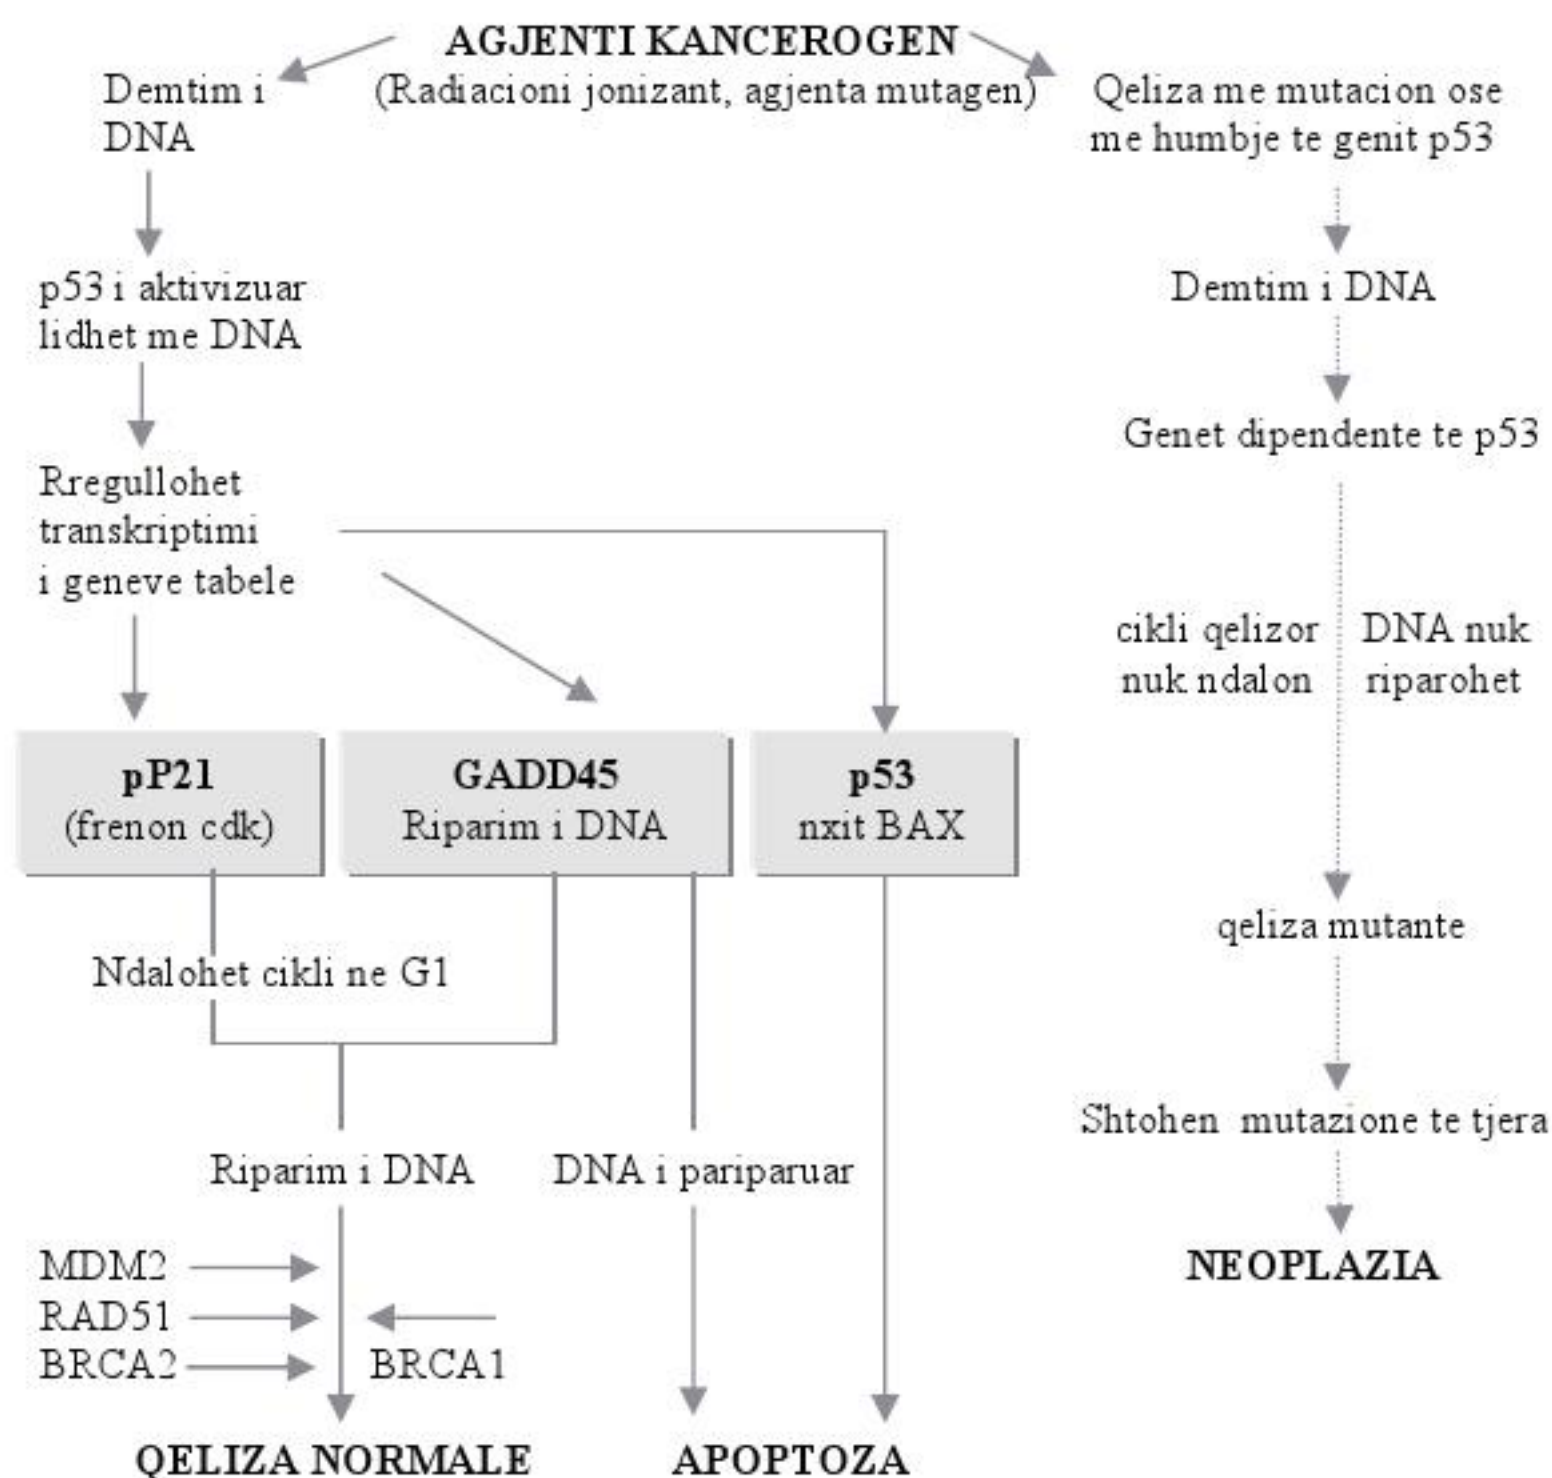 AGJENTI KANCEROGEN
(Radiacioni jonizant, agjenta mutagen)
Demtim i
DNA
p53 i aktivizuar
lidhet me DNA
Rregullohet
transkriptimi
i geneve tabele
pP21
(frenon cdk)
GADD45
Riparim i DNA
p53
nxit BAX
Ndalohet cikli ne G1
Riparim i DNA
DNA i pariparuar
MDM2
RAD51
BRCA2
BRCA1
QELIZA NORMALE
APOPTOZA
Qeliza me mutacion ose
me humbje te genit p53
Demtim i DNA
Genet dipendente te p53
cikli qelizor
nuk ndalon
DNA nuk
riparohet
qeliza mutante
Shtohen mutazione te tjera
NEOPLAZIA